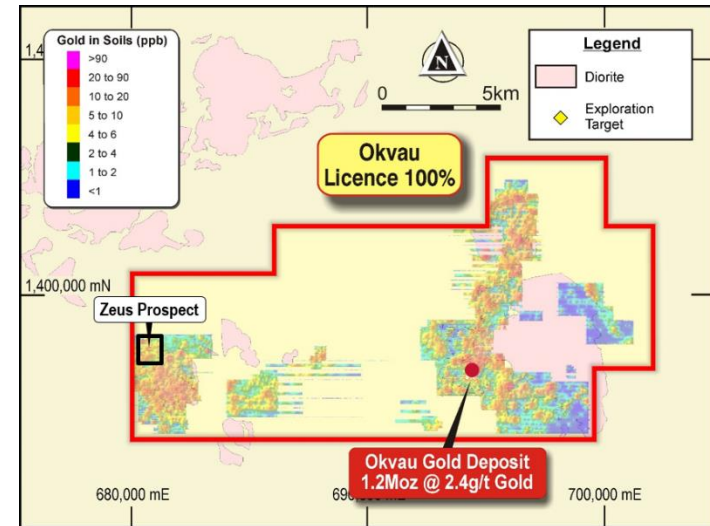 Gold in Soils (ppb)
>90
20 to 90
10 to 20
5 to 10
4 to 6
2 to 4
1 to 2
<1
N
0
5km
Legend
Diorite
Exploration
Target
Okvau
Licence 100%
1,400,000 mN
Zeus Prospect
Okvau Gold Deposit
1.2Moz @ 2.4g/t Gold
680,000 mE
700,000 mE